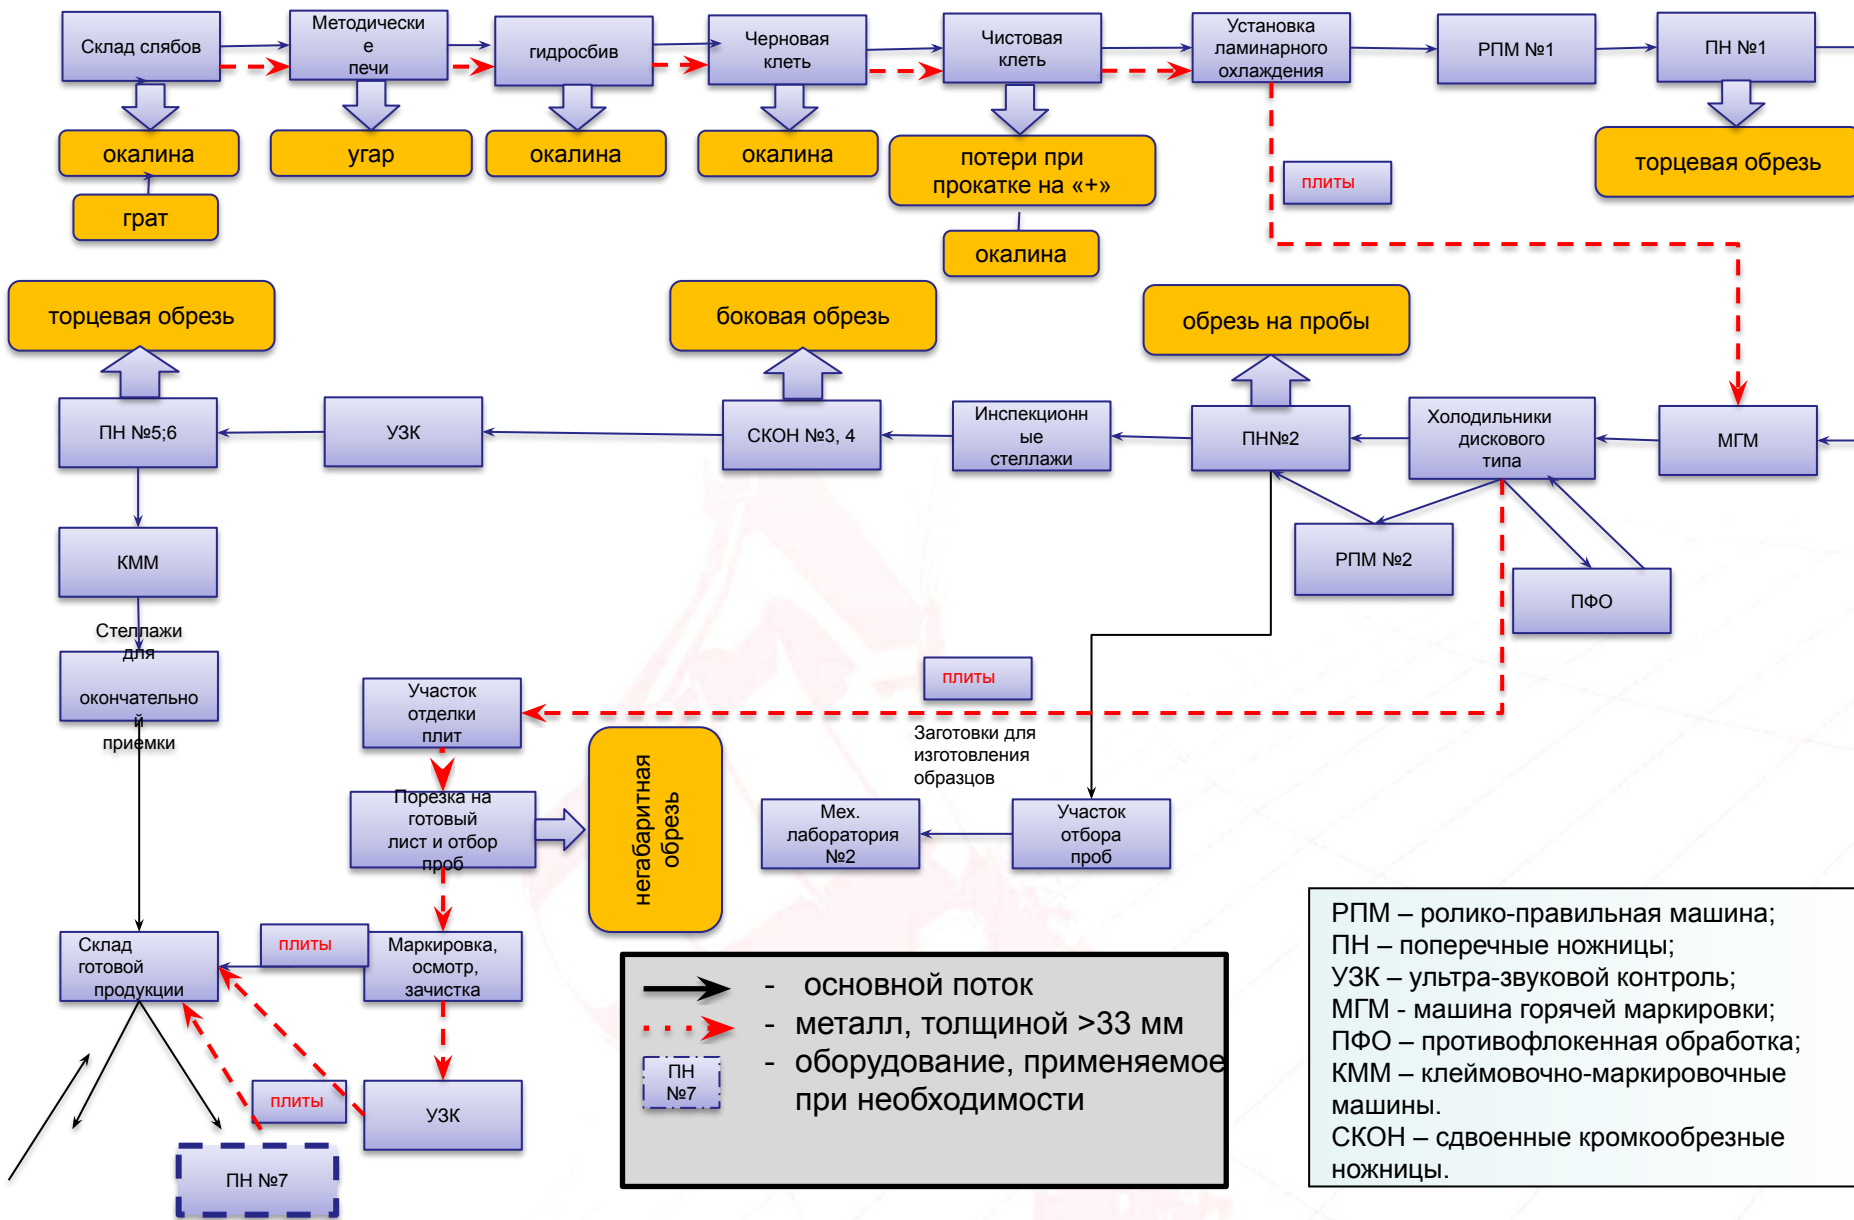 Склад слябов
Методически
е
печи
гидросбив
Черновая
клеть
Чистовая
клеть
Установка
ламинарного
охлаждения
РПМ №1
ПН №1
окалина
угар
окалина
окалина
потери при
прокатке на «+»
торцевая обрезь
плиты
грат
окалина
торцевая обрезь
боковая обрезь
обрезь на пробы
ПН №5;6
УЗК
СКОН №3, 4
Инспекционн
ые
стеллажи
ПН№2
Холодильники
дискового
типа
МГМ
КММ
РПМ №2
ПФО
Стеллажи
для
окончательно
й
приемки
Участок
отделки
плит
плиты
Заготовки для
изготовления
образцов
негабаритная
обрезь
Порезка на
готовый
лист и отбор
проб
Мех.
лаборатория
№2
Участок
отбора
проб
Склад
готовой
продукции
плиты
Маркировка,
осмотр,
зачистка
плиты
УЗК
ПН №7
- основной поток
- металл, толщиной >33 мм
ПН
№7
- оборудование, применяемое
при необходимости
РПМ – ролико-правильная машина;
ПН – поперечные ножницы;
УЗК – ультра-звуковой контроль;
МГМ - машина горячей маркировки;
ПФО – противофлокенная обработка;
КММ – клеймовочно-маркировочные
машины.
СКОН – сдвоенные кромкообрезные
ножницы.